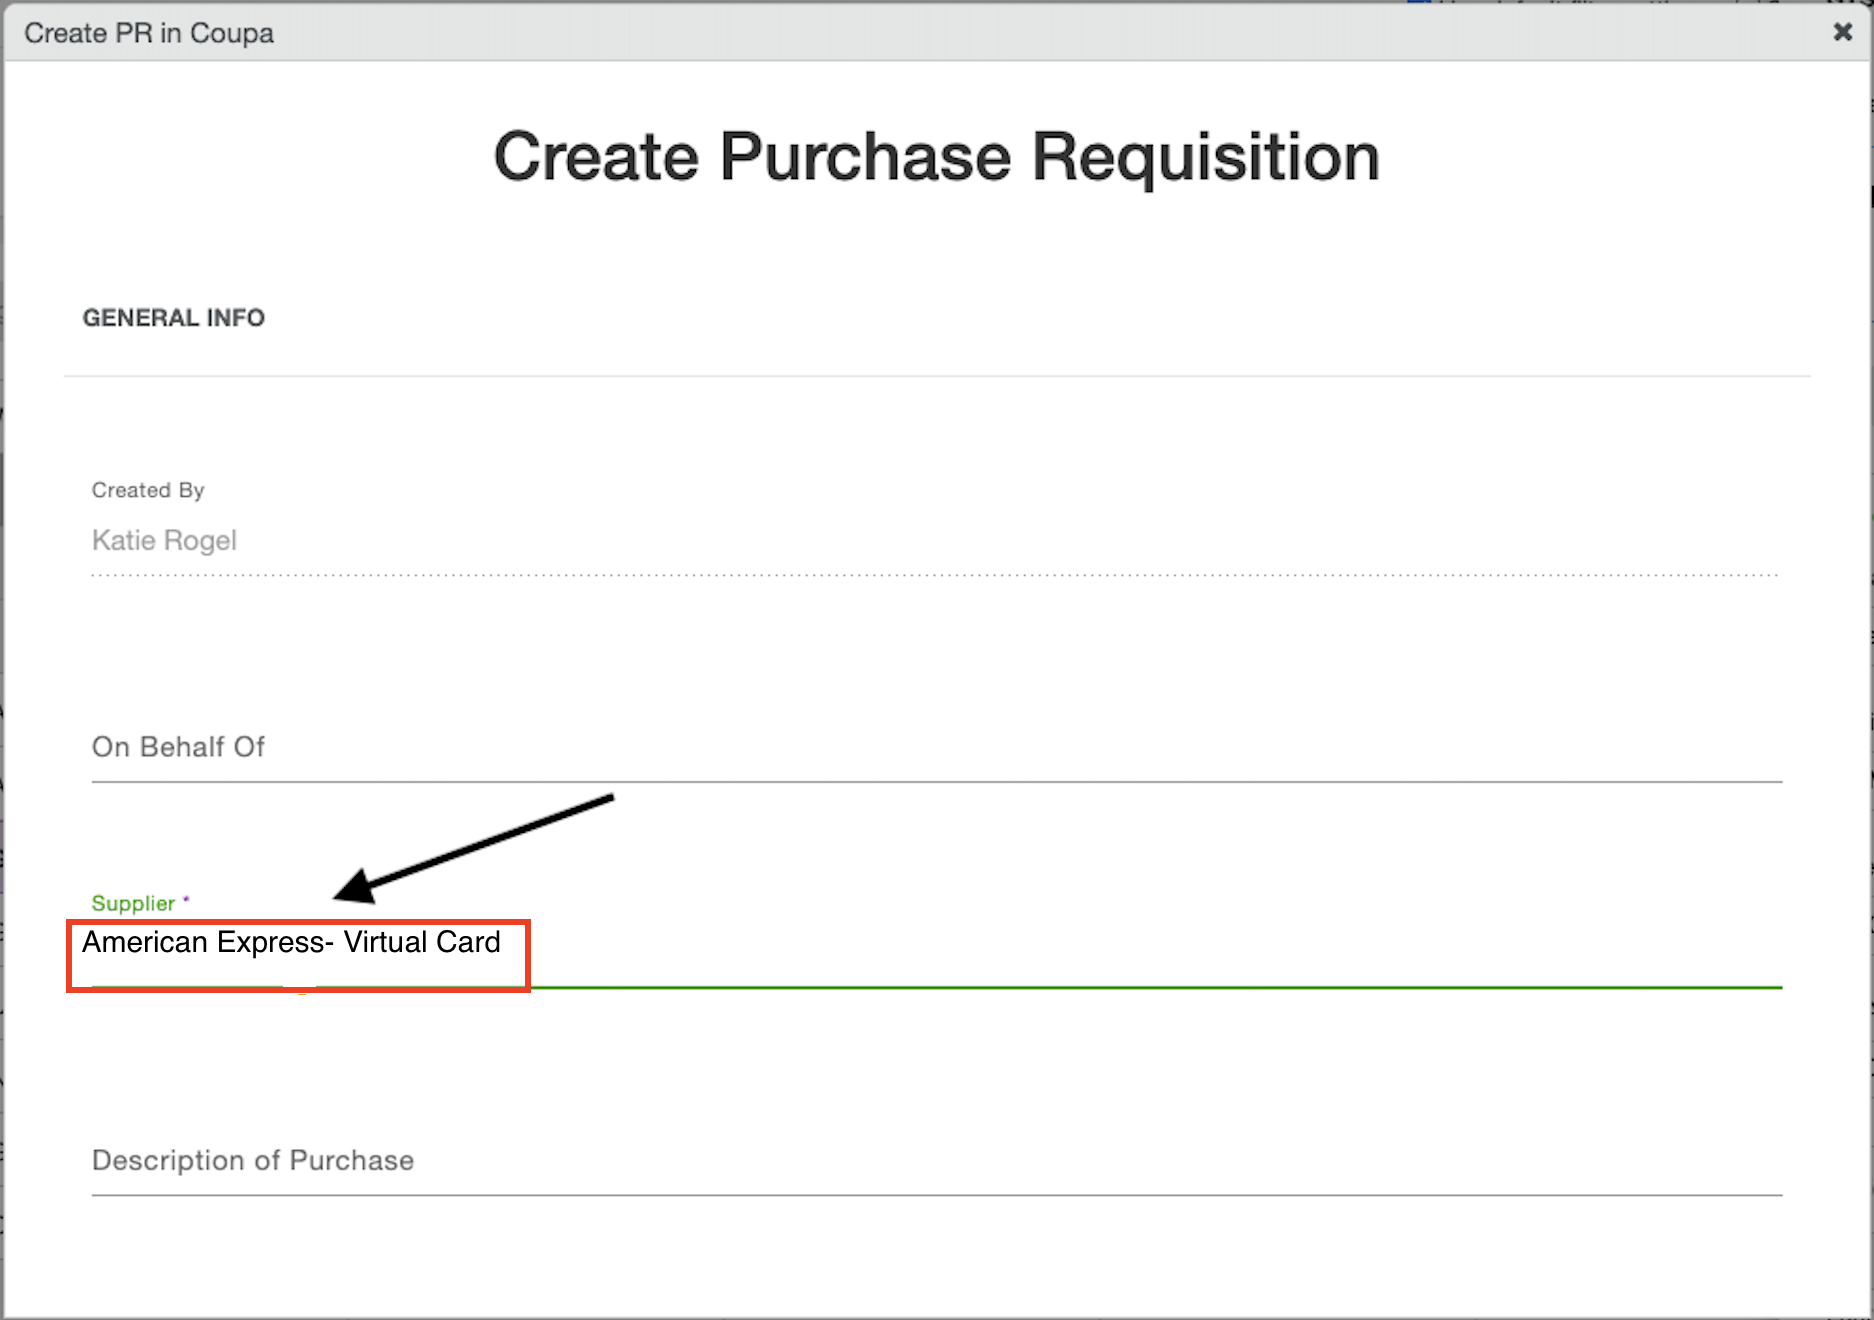 Create PR in Coupa
Create Purchase Requisition
GENERAL INFO
Created By
Katie Rogel
On Behalf Of
Supplier *
American Express- Virtual Card
Description of Purchase